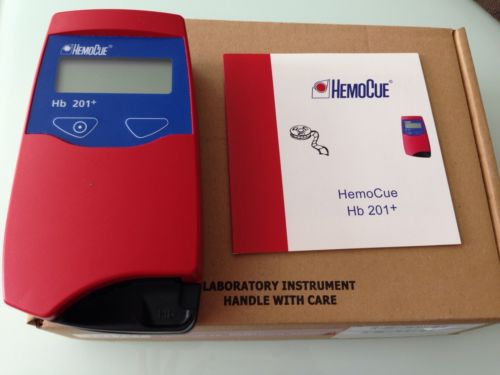 HEMOCUE®
Hb 201+
HEMOCUE®
HemoCue
Hb 201+
LABORATORY INSTRUMENT
HANDLE WITH CARE